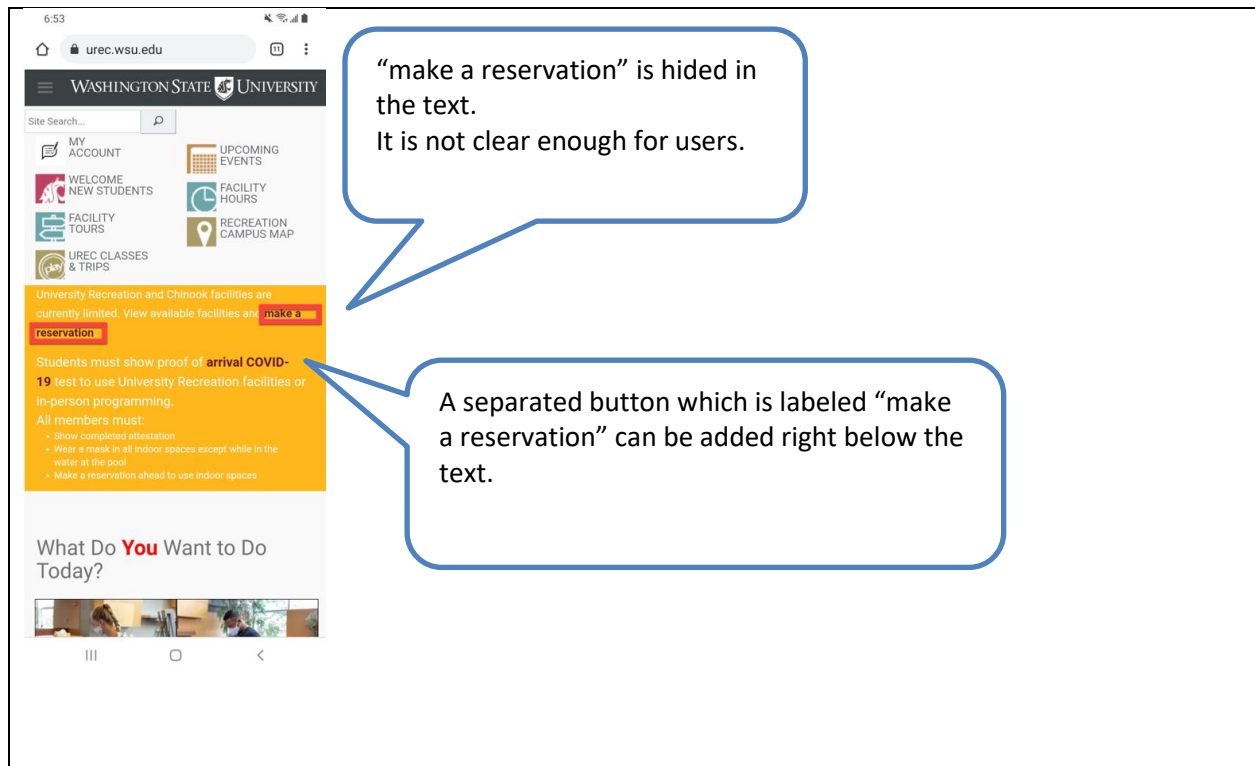 6:53
urec.wsu.edu
11
WASHINGTON STATE UNIVERSITY
Site Search...
MY
ACCOUNT
UPCOMING
EVENTS
WELCOME
NEW STUDENTS
FACILITY
HOURS
FACILITY
TOURS
RECREATION
CAMPUS MAP
play
UREC CLASSES
& TRIPS
University Recreation and Chinook facilities are
currently limited. View available facilities and make a
reservation
Students must show proof of arrival COVID-
19 test to use University Recreation facilities or
in-person programming.
All members must:
• Show completed attestation
• Wear a mask in all indoor spaces except while in the
water at the pool
• Make a reservation ahead to use indoor spaces
What Do You Want to Do
Today?
“make a reservation” is hided in
the text.
It is not clear enough for users.
A separated button which is labeled “make
a reservation” can be added right below the
text.